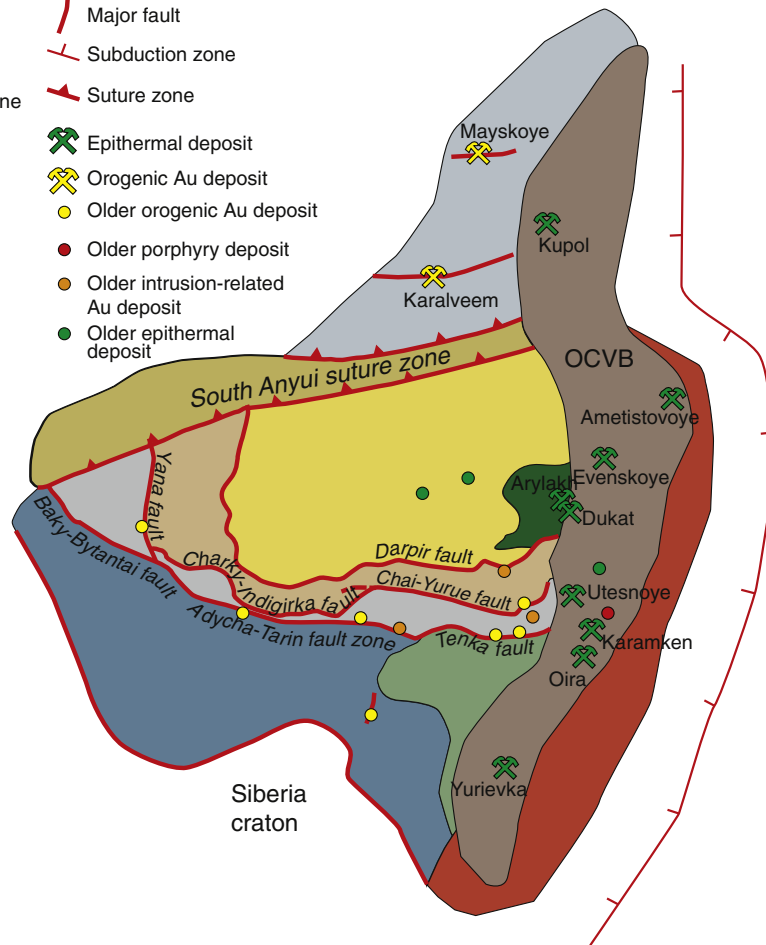 Major fault
Subduction zone
Suture zone
ne
Epithermal deposit
Orogenic Au deposit
Older orogenic Au deposit
Older porphyry deposit
Older intrusion-related
Au deposit
Older epithermal
deposit
Mayskoye
Kupol
Karalveem
OCVB
South Anyui suture zone
Ametistovoye
Evenskoye
Arylakh
Dukat
Yana fault
Baky-Bytantai fault
Darpir fault
Charky-Indigirka fault
Chai-Yurue fault
Utesnoye
Adycha-Tarin fault zone
Tenka fault
Karamken
Oira
Yurievka
Siberia
craton